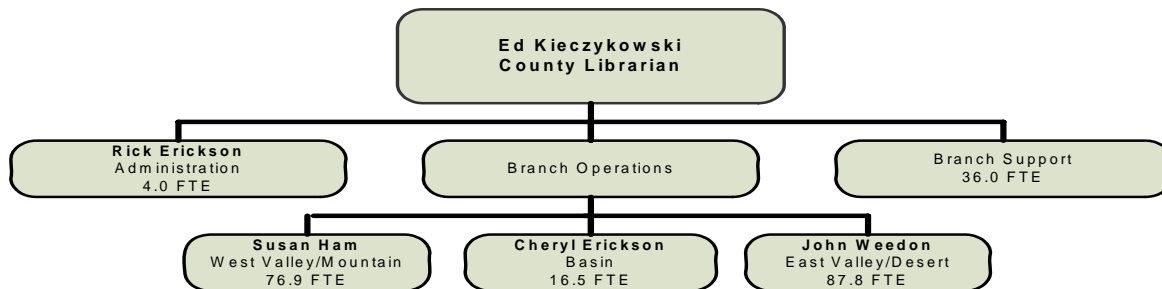 Ed Kieczykowski
County Librarian
Rick Erickson
Administration
4.0 FTE
Branch Operations
Branch Support
36.0 FTE
Susan Ham
West Valley/Mountain
76.9 FTE
Cheryl Erickson
Basin
16.5 FTE
John Weedon
East Valley/Desert
87.8 FTE